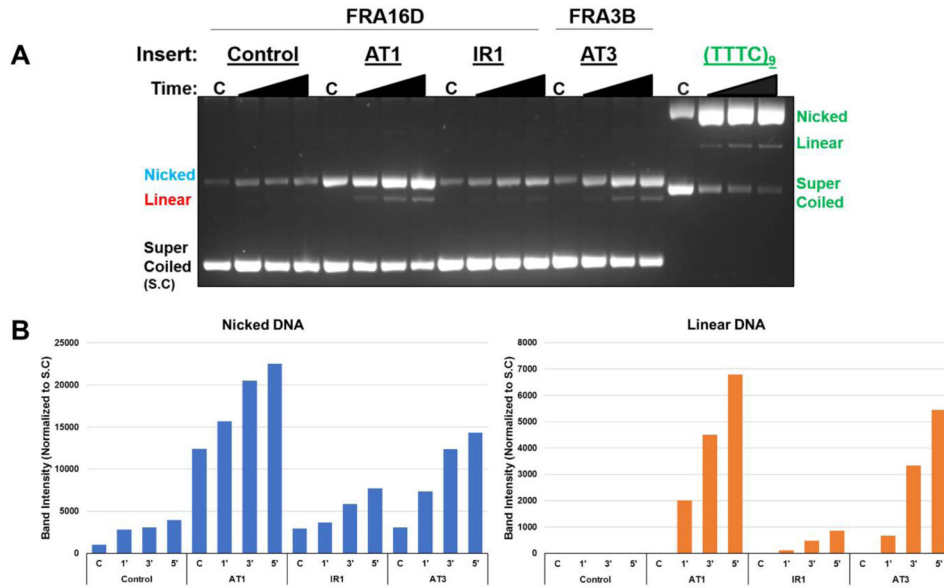 FRA16D FRA3B
A
Insert: Control AT1 IR1 AT3 (TTTC)9
Time: C C C C C
Nicked
Linear
Super
Coiled
(S.C)
Nicked
Linear
Super
Coiled
B
Nicked DNA
Band Intensity (Normalized to S.C)
25000
20000
15000
10000
5000
0
C 1' 3' 5' C 1' 3' 5' C 1' 3' 5' C 1' 3' 5'
Control AT1 IR1 AT3
Linear DNA
Band Intensity (Normalized to S.C)
8000
7000
6000
5000
4000
3000
2000
1000
0
C 1' 3' 5' C 1' 3' 5' C 1' 3' 5' C 1' 3' 5'
Control AT1 IR1 AT3